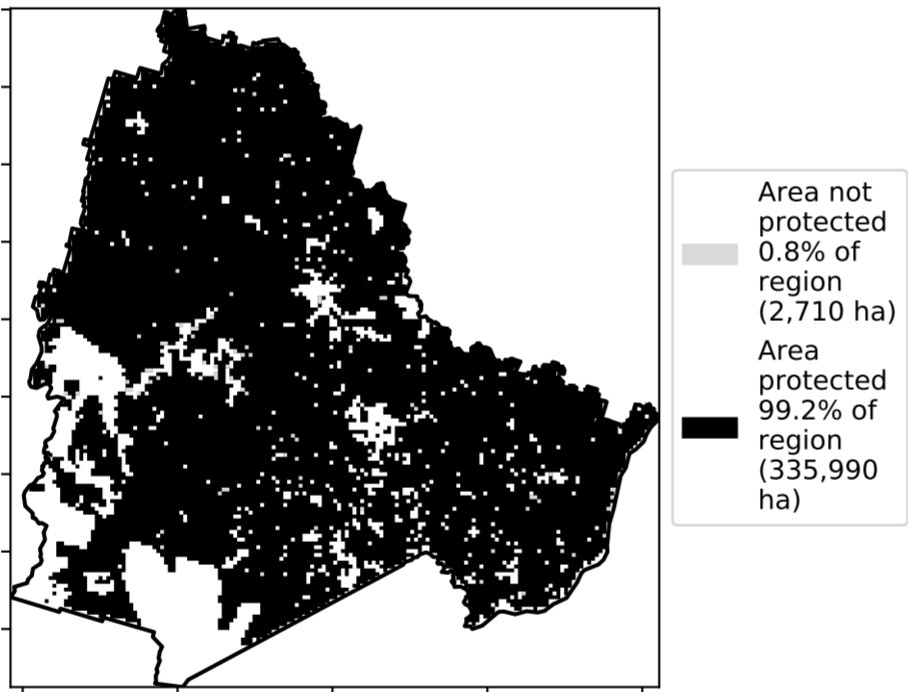 Area not
protected
0.8% of
region
(2,710 ha)
Area
protected
99.2% of
region
(335,990
ha)